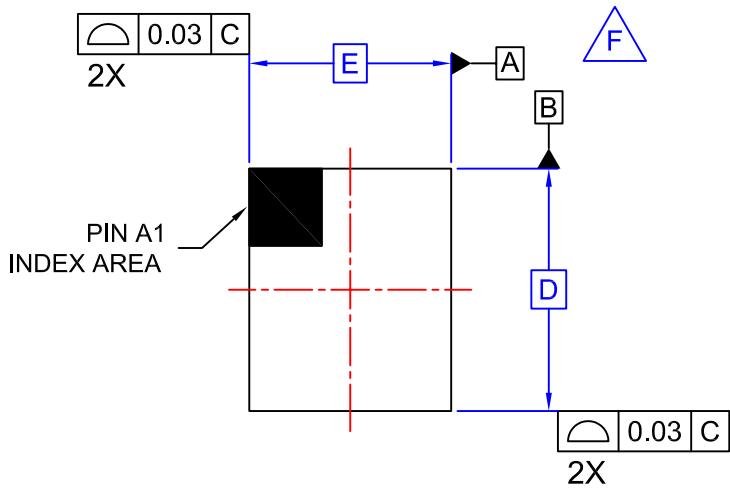 0.03 C
2X
E
A
F
B
PIN A1
INDEX AREA
D
0.03 C
2X